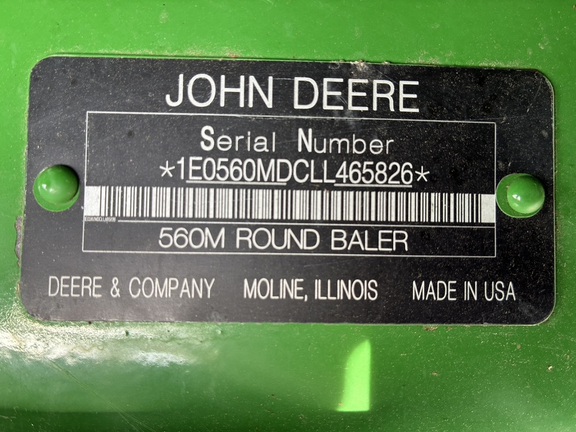 JOHN DEERE
Serial Number
*1E0560MDCLL465826*
560M ROUND BALER
DEERE & COMPANY MOLINE, ILLINOIS MADE IN USA